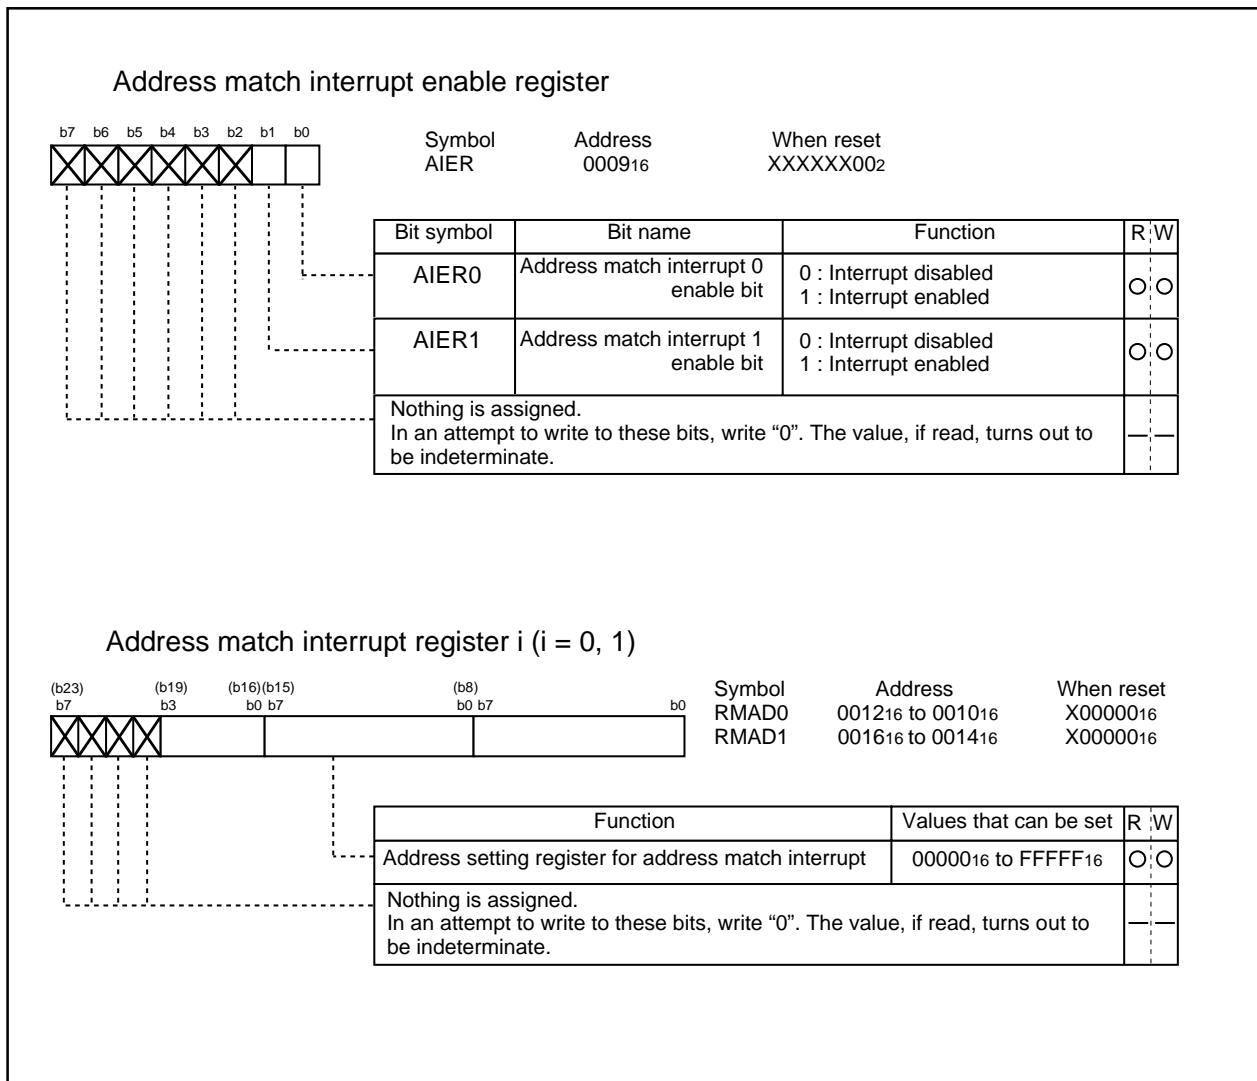 Address match interrupt enable register
b7 b6 b5 b4 b3 b2 b1 b0
Symbol Address When reset
AIER 000916 XXXXXX002
Bit symbol Bit name Function R W
AIER0 Address match interrupt 0 enable bit 0 : Interrupt disabled
1 : Interrupt enabled
AIER1 Address match interrupt 1 enable bit 0 : Interrupt disabled
1 : Interrupt enabled
Nothing is assigned.
In an attempt to write to these bits, write “0”. The value, if read, turns out to
be indeterminate.
Address match interrupt register i (i = 0, 1)
(b23) (b19) (b16)(b15) (b8)
b7 b3 b0 b7 b0 b7 b0
Symbol Address When reset
RMAD0 001216 to 001016 X0000016
RMAD1 001616 to 001416 X0000016
Function Values that can be set R W
Address setting register for address match interrupt 0000016 to FFFFF16
Nothing is assigned.
In an attempt to write to these bits, write “0”. The value, if read, turns out to
be indeterminate.